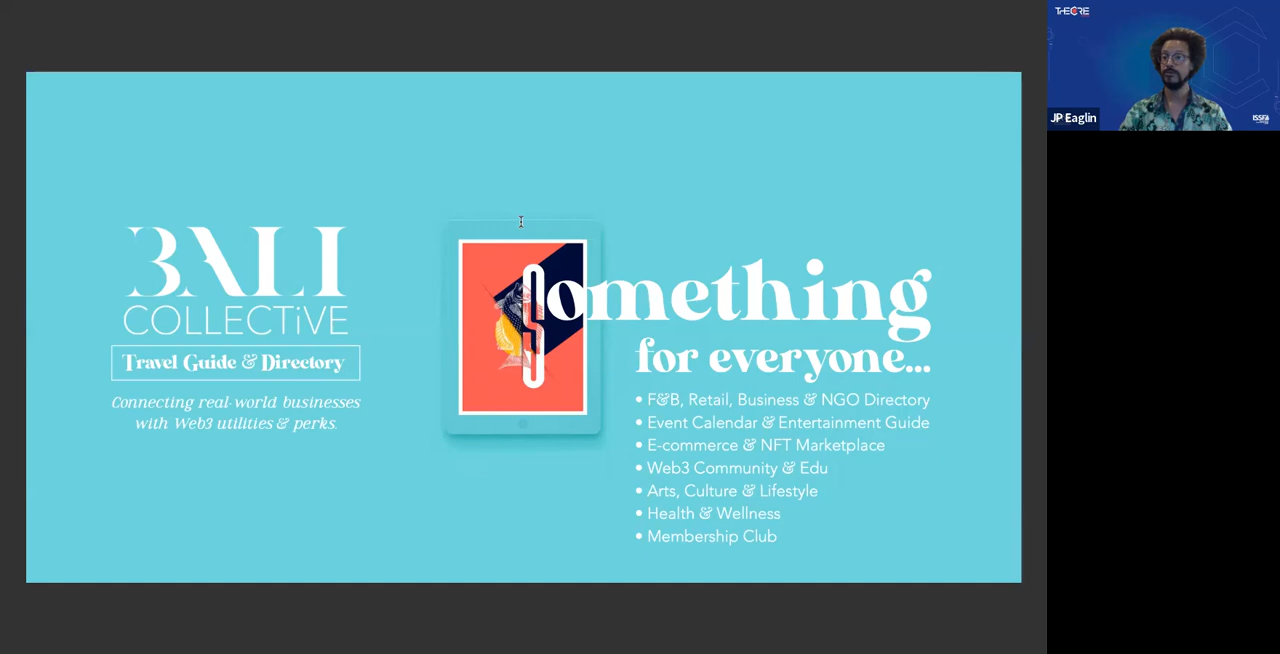 BALI
COLLECTiVE
Travel Guide & Directory
Connecting real-world businesses
with Web3 utilities & perks.
Something
for everyone...
• F&B, Retail, Business & NGO Directory
• Event Calendar & Entertainment Guide
• E-commerce & NFT Marketplace
• Web3 Community & Edu
• Arts, Culture & Lifestyle
• Health & Wellness
• Membership Club
THECRE
JP Eaglin